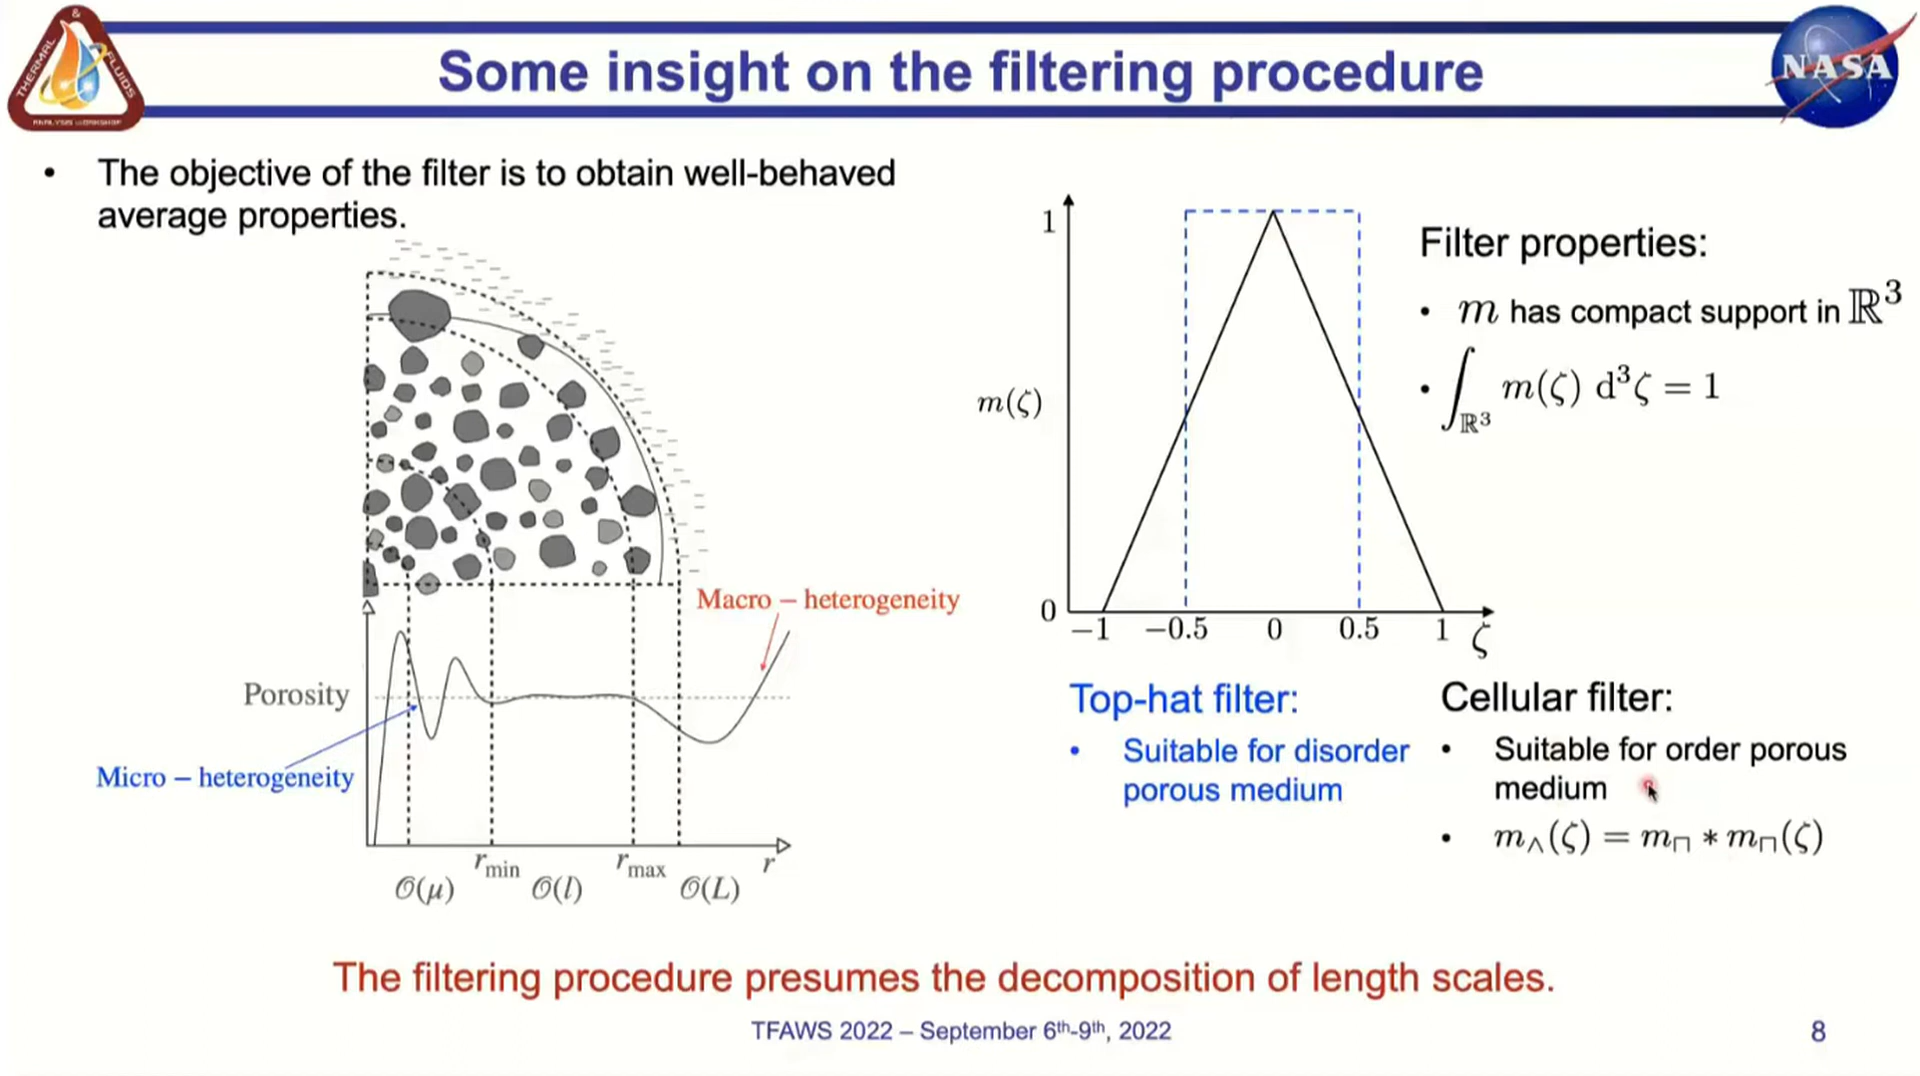 &
THERMAL
FLUIDS
ANALYSIS WORKSHOP
Some insight on the filtering procedure
NASA
• The objective of the filter is to obtain well-behaved
average properties.
Macro – heterogeneity
Porosity
Micro – heterogeneity
r_min
r_max
r
𝒪(μ)
𝒪(l)
𝒪(L)
1
m(ζ)
0
−1 −0.5 0 0.5 1 ζ
Filter properties:
• m has compact support in ℝ³
• ∫_ℝ³ m(ζ) d³ζ = 1
Top-hat filter:
• Suitable for disorder
porous medium
Cellular filter:
• Suitable for order porous
medium
• m_∧(ζ) = m_⊓ ∗ m_⊓(ζ)
The filtering procedure presumes the decomposition of length scales.
TFAWS 2022 – September 6th-9th, 2022
8